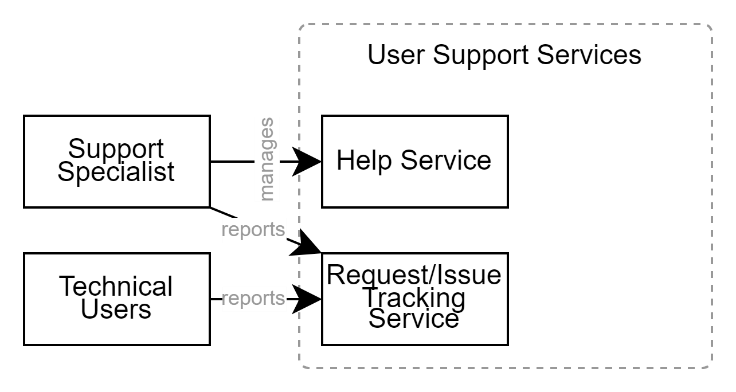 User Support Services
Support
Specialist
manages
Help Service
reports
Technical
Users
reports
Request/Issue
Tracking
Service